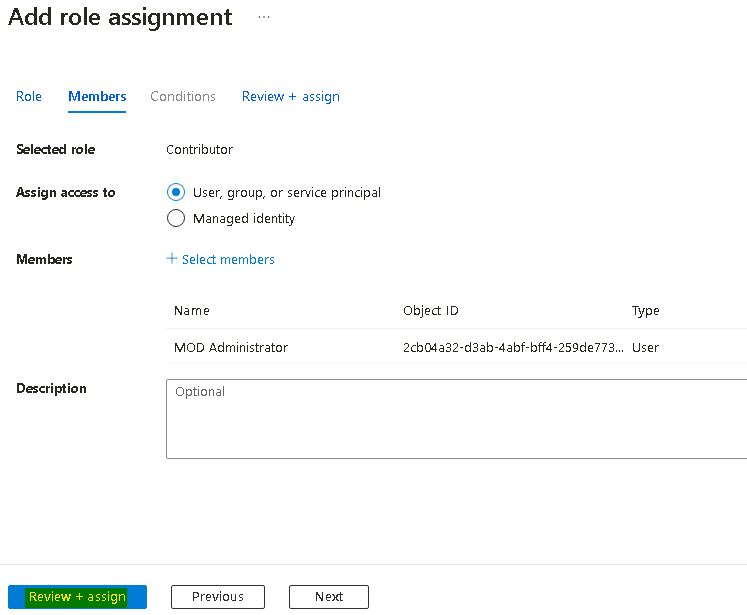 Add role assignment ...
Role Members Conditions Review + assign
Selected role Contributor
Assign access to User, group, or service principal
Managed identity
Members + Select members
Name Object ID Type
MOD Administrator 2cb04a32-d3ab-4abf-bff4-259de773... User
Description Optional
Review + assign Previous Next